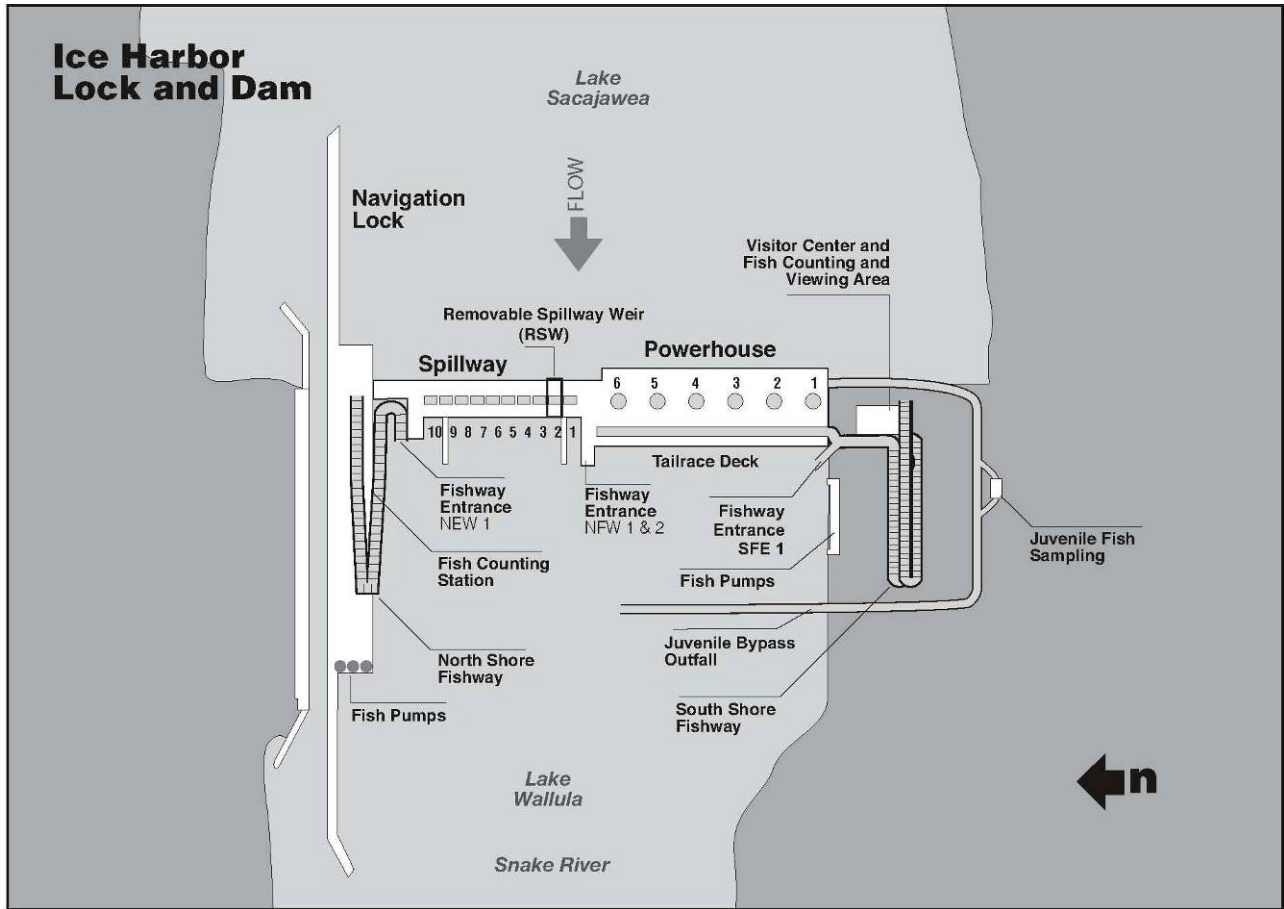 Ice Harbor
Lock and Dam
Lake
Sacajawea
FLOW
Navigation
Lock
Visitor Center and
Fish Counting and
Viewing Area
Removable Spillway Weir
(RSW)
Spillway
Powerhouse
6 5 4 3 2 1
10 9 8 7 6 5 4 3 2 1
Tailrace Deck
Fishway
Entrance
NEW 1
Fishway
Entrance
NFW 1 & 2
Fishway
Entrance
SFE 1
Fish Counting
Station
Fish Pumps
Juvenile Fish
Sampling
North Shore
Fishway
Juvenile Bypass
Outfall
Fish Pumps
South Shore
Fishway
Lake
Wallula
n
Snake River